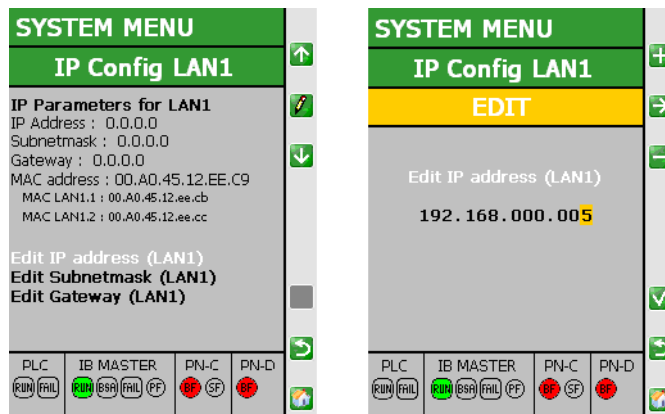 SYSTEM MENU
IP Config LAN1
IP Parameters for LAN1
IP Address : 0.0.0.0
Subnetmask : 0.0.0.0
Gateway : 0.0.0.0
MAC address : 00.A0.45.12.EE.C9
MAC LAN1.1 : 00.A0.45.12.ee.cb
MAC LAN1.2 : 00.A0.45.12.ee.cc
Edit IP address (LAN1)
Edit Subnetmask (LAN1)
Edit Gateway (LAN1)
PLC IB MASTER PN-C PN-D
RUN FAIL RUN BSA FAIL PF BF SF BF
SYSTEM MENU
IP Config LAN1
EDIT
Edit IP address (LAN1)
192.168.000.005
PLC IB MASTER PN-C PN-D
RUN FAIL RUN BSA FAIL PF BF SF BF